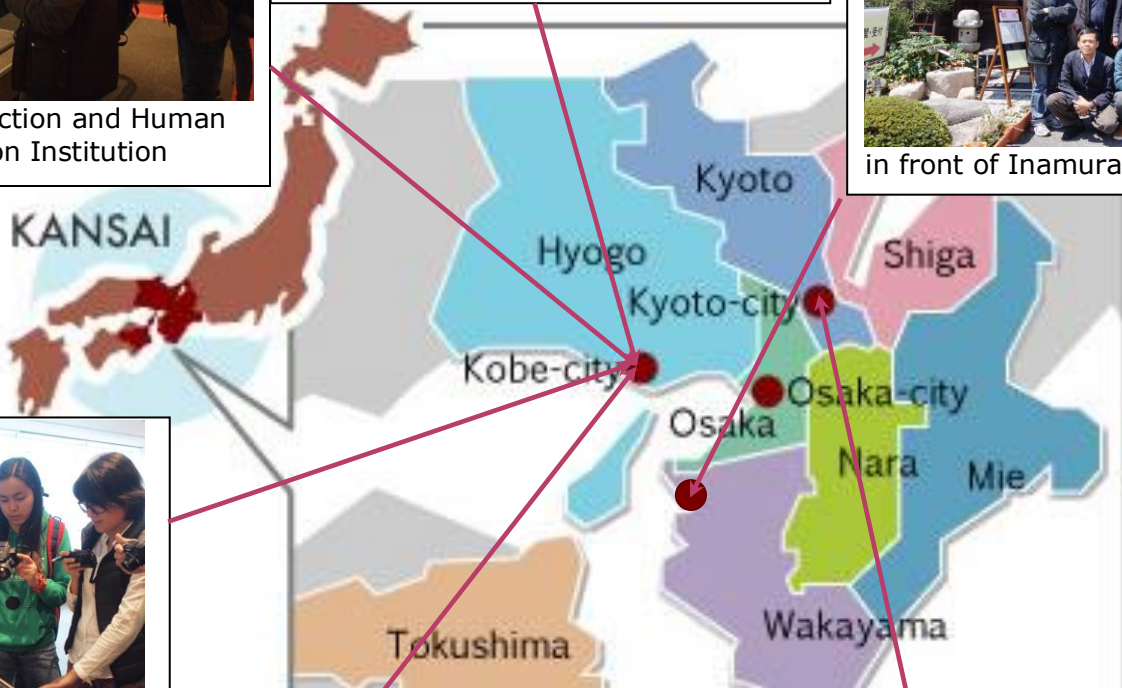 ction and Human
on Institution
in front of Inamura
KANSAI
Kyoto
Hyogo
Shiga
Kyoto-city
Kobe-city
Osaka-city
Osaka
Nara
Mie
Wakayama
Tokushima